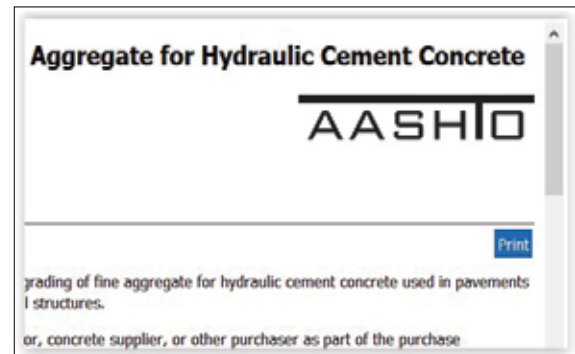 Aggregate for Hydraulic Cement Concrete
AASHTO
Print
grading of fine aggregate for hydraulic cement concrete used in pavements
l structures.
or, concrete supplier, or other purchaser as part of the purchase